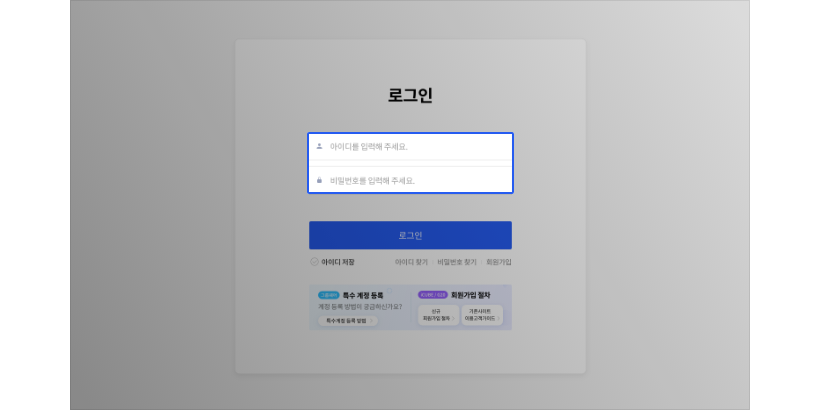 로그인
아이디를 입력해 주세요.
비밀번호를 입력해 주세요.
로그인
아이디 저장
아이디 찾기
비밀번호 찾기
회원가입
특수 계정 등록
계정 등록 방법이 궁금하신가요?
특수계정 등록 방법
회원가입 절차
신규
회원가입 절차
기존사이트
이용고객가이드